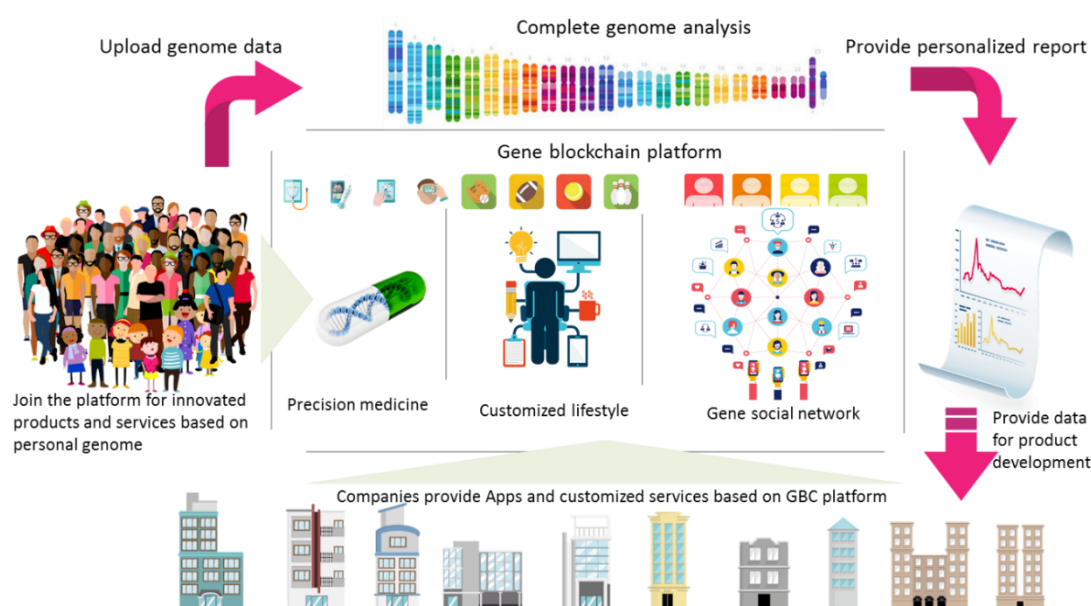 Complete genome analysis
Upload genome data
Provide personalized report
Gene blockchain platform
Join the platform for innovated
products and services based on
personal genome
Precision medicine
Customized lifestyle
Gene social network
Provide data
for product
development
Companies provide Apps and customized services based on GBC platform